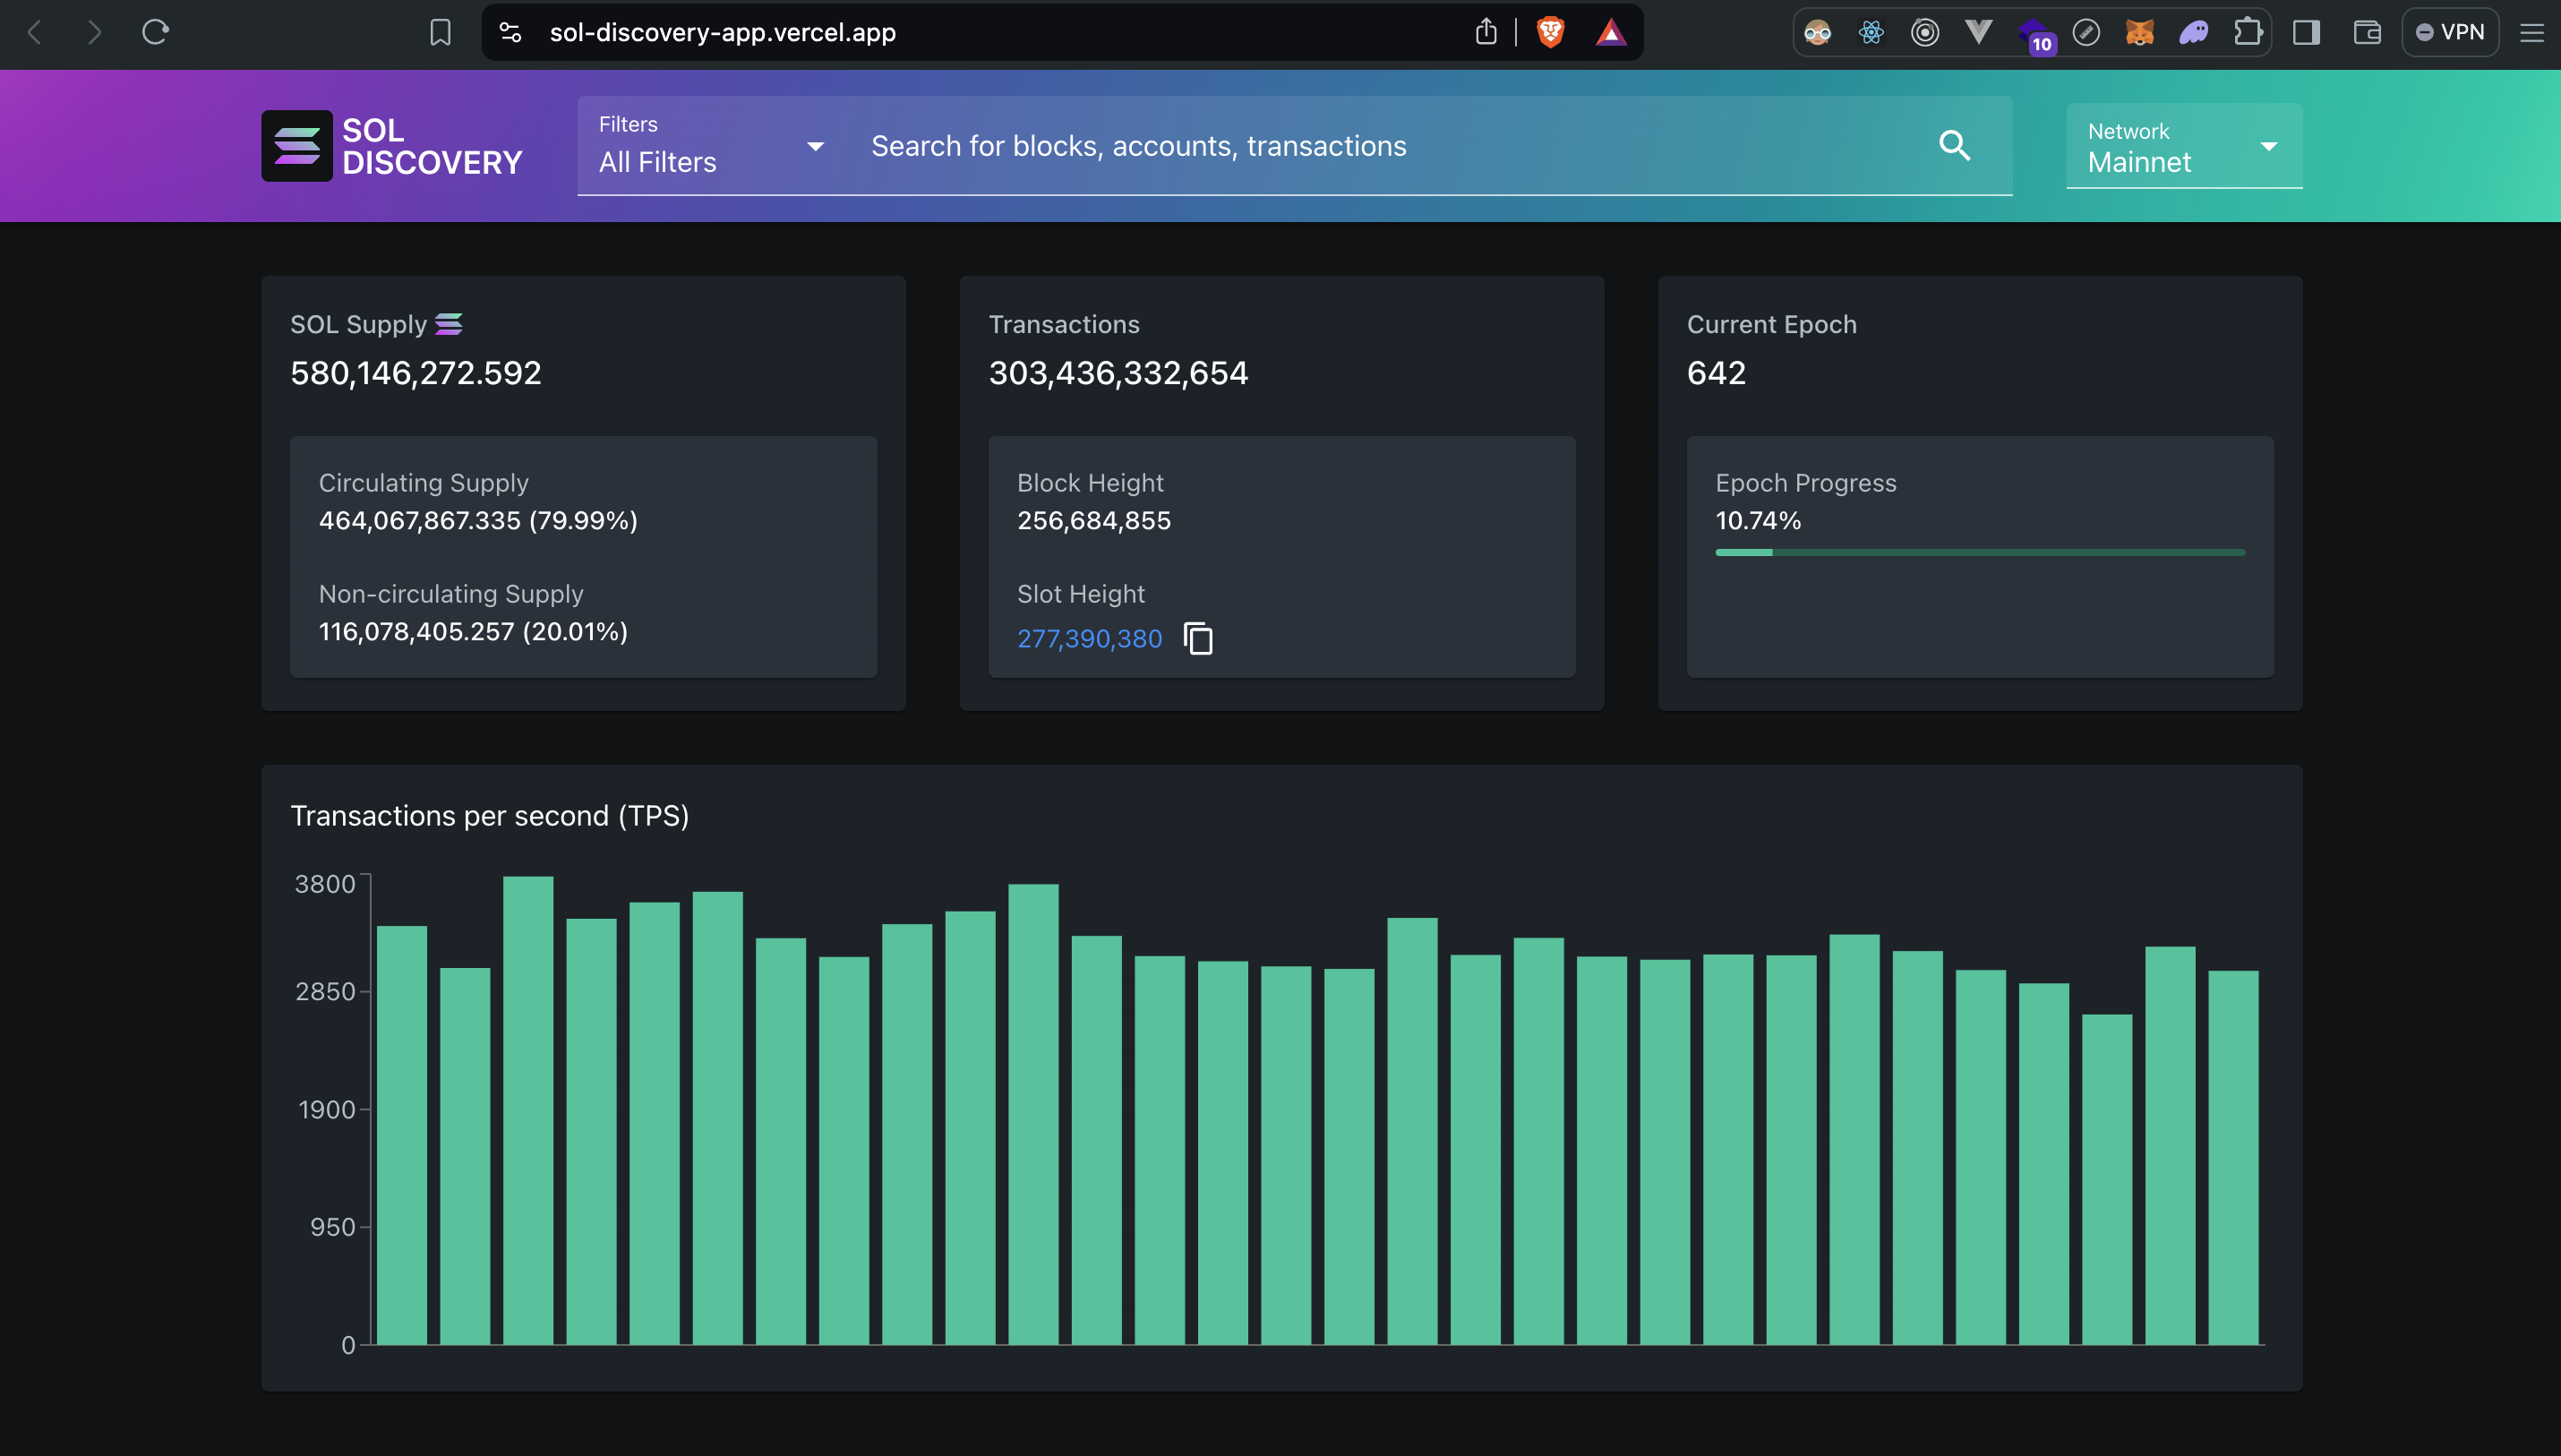 sol-discovery-app.vercel.app
10
VPN
SOL
DISCOVERY
Filters
All Filters
Search for blocks, accounts, transactions
Network
Mainnet
SOL Supply
580,146,272.592
Circulating Supply
464,067,867.335 (79.99%)
Non-circulating Supply
116,078,405.257 (20.01%)
Transactions
303,436,332,654
Block Height
256,684,855
Slot Height
277,390,380
Current Epoch
642
Epoch Progress
10.74%
Transactions per second (TPS)
3800
2850
1900
950
0